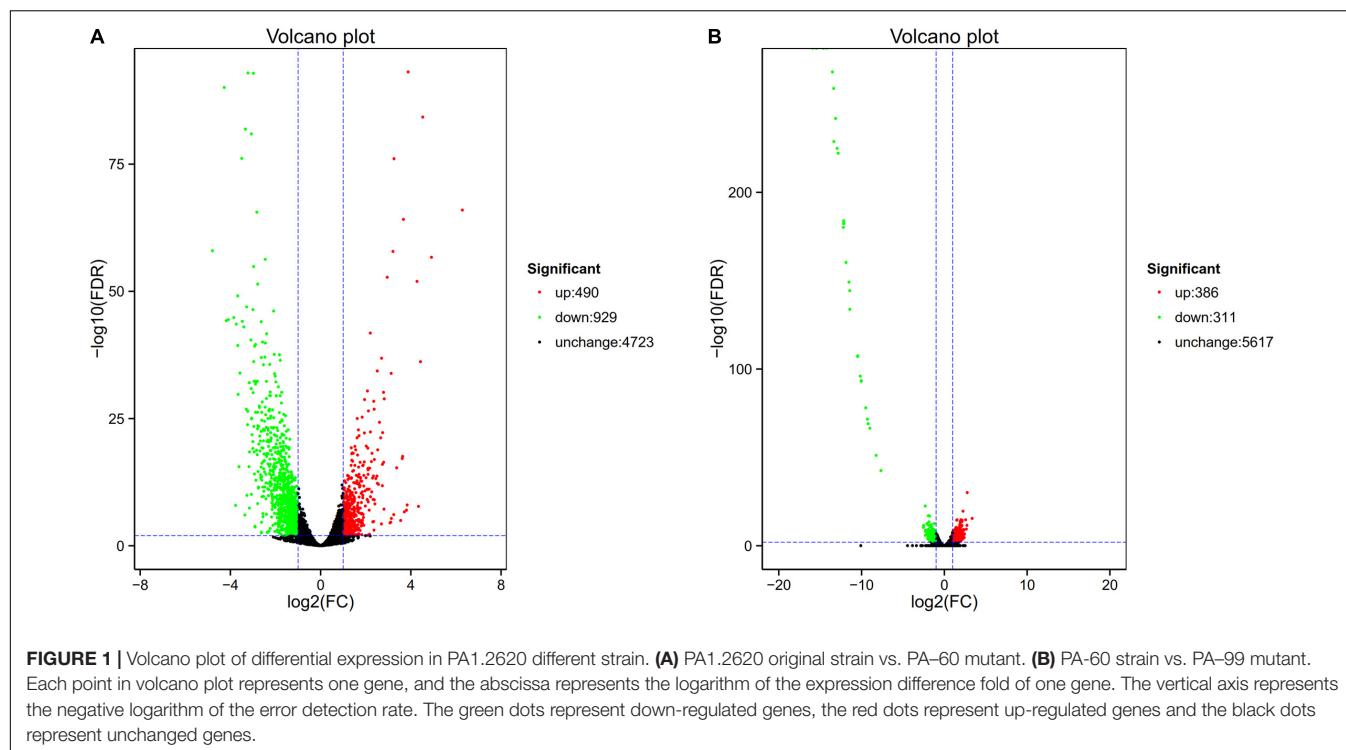 A
Volcano plot
75
50
25
0
−log10(FDR)
−8
−4
0
4
8
log2(FC)
Significant
up:490
down:929
unchange:4723
B
Volcano plot
200
100
0
−log10(FDR)
−20
−10
0
10
20
log2(FC)
Significant
up:386
down:311
unchange:5617
FIGURE 1 | Volcano plot of differential expression in PA1.2620 different strain. (A) PA1.2620 original strain vs. PA–60 mutant. (B) PA-60 strain vs. PA–99 mutant.
Each point in volcano plot represents one gene, and the abscissa represents the logarithm of the expression difference fold of one gene. The vertical axis represents
the negative logarithm of the error detection rate. The green dots represent down-regulated genes, the red dots represent up-regulated genes and the black dots
represent unchanged genes.